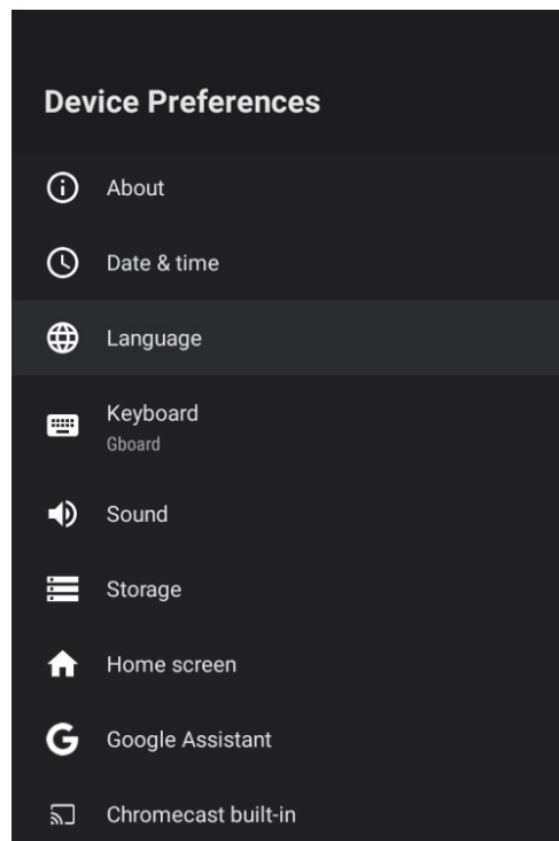 Device Preferences
About
Date & time
Language
Keyboard
Gboard
Sound
Storage
Home screen
Google Assistant
Chromecast built-in